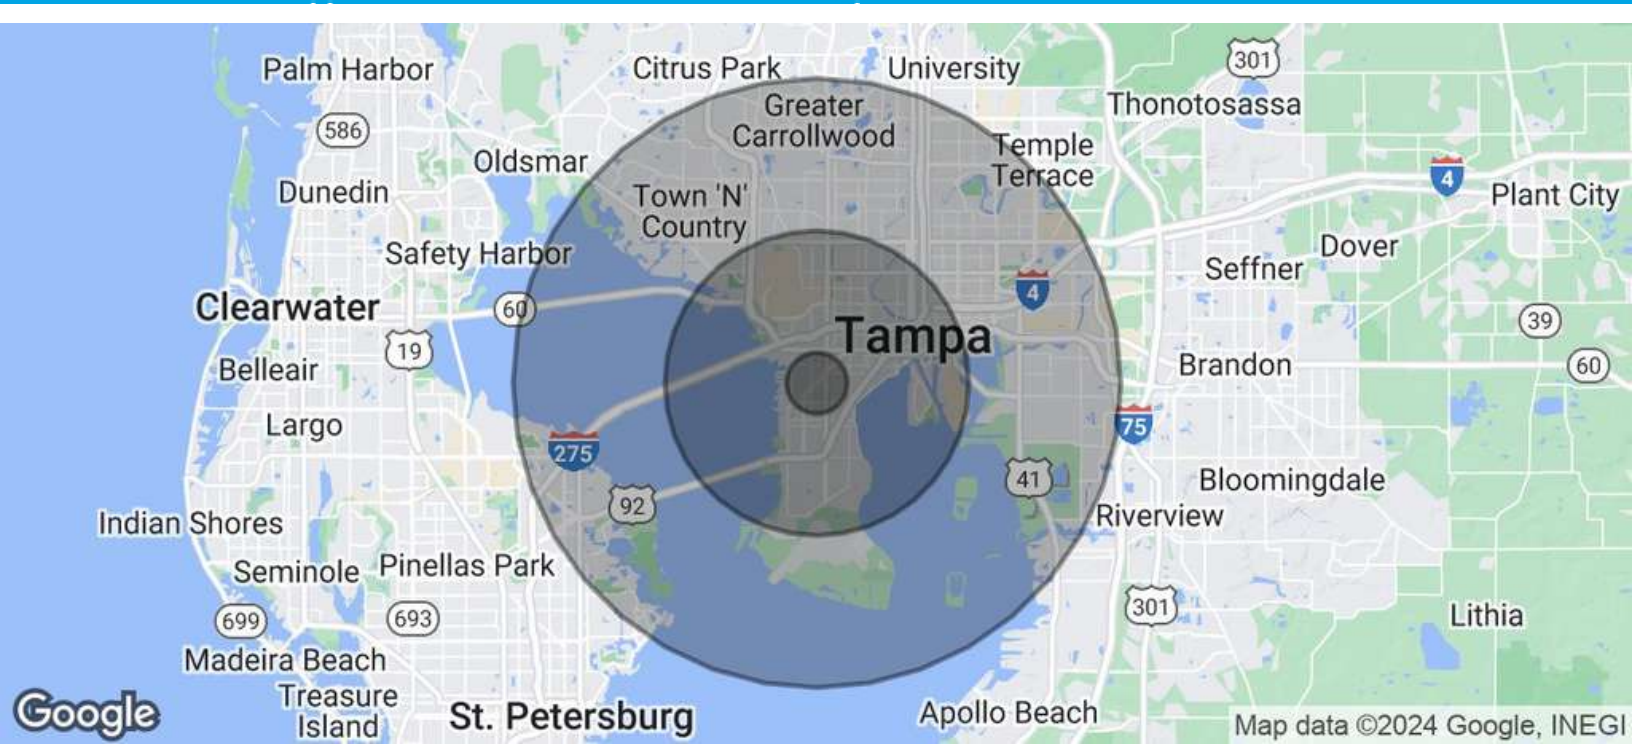 Palm Harbor
Citrus Park
University
301
Greater
Carrollwood
Thonotosassa
586
Temple
Terrace
Oldsmar
4
Dunedin
Town 'N'
Country
Plant City
Safety Harbor
Dover
Seffner
4
Clearwater
60
39
Tampa
19
Belleair
Brandon
60
Largo
75
275
41
Bloomingdale
92
Indian Shores
Riverview
Seminole
Pinellas Park
301
699
693
Lithia
Madeira Beach
Treasure
Island
Google
St. Petersburg
Apollo Beach
Map data ©2024 Google, INEGI